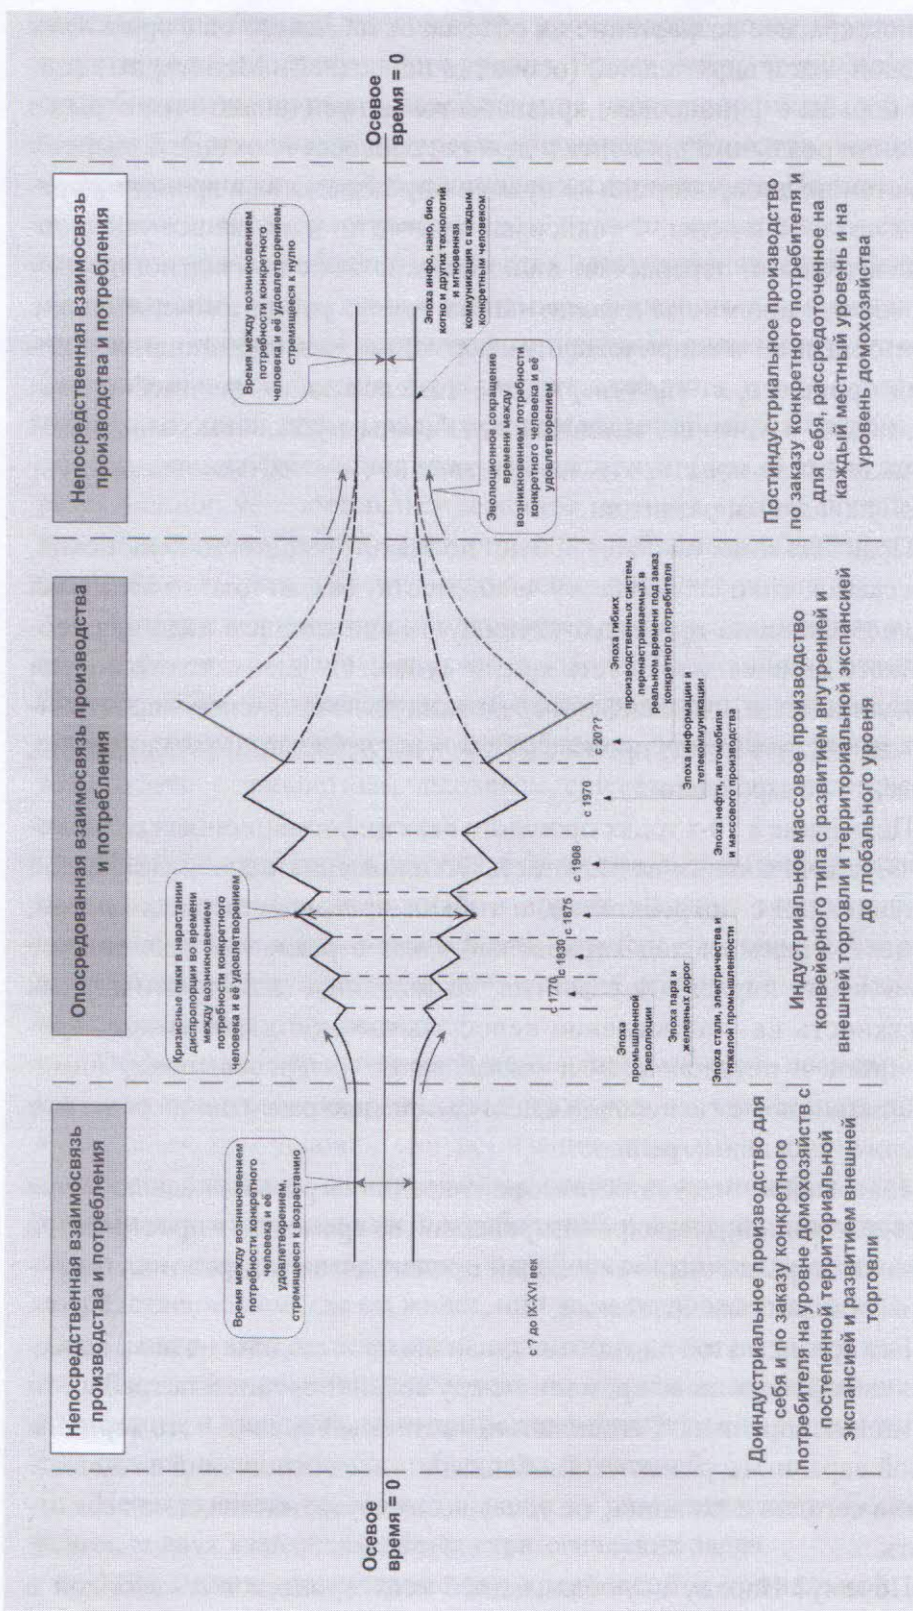 Непосредственная взаимосвязь
производства и потребления
Опосредованная взаимосвязь производства
и потребления
Непосредственная взаимосвязь
производства и потребления
Время между возникновением
потребности конкретного
человека и её
удовлетворением,
стремящееся к возрастанию
Кризисные пики в нарастании
диспропорции во времени
между возникновением
потребности конкретного
человека и её удовлетворением
Время между возникновением
потребности конкретного
человека и её удовлетворением,
стремящееся к нулю
Осевое
время = 0
Осевое
время = 0
Эпоха инфо, нано, био,
когно и других технологий
и мгновенная
коммуникация с каждым
конкретным человеком
Эволюционное сокращение
времени между
возникновением потребности
конкретного человека и её
удовлетворением
с ? до IX-XVI век
с 1770
с 1830
с 1875
с 1908
с 1970
с 20??
Эпоха
промышленной
революции
Эпоха пара и
железных дорог
Эпоха стали, электричества и
тяжелой промышленности
Эпоха нефти, автомобиля
и массового производства
Эпоха информации и
телекоммуникации
Эпоха гибких
производственных систем,
перенастраиваемых в
реальном времени под заказ
конкретного потребителя
Доиндустриальное производство для
себя и по заказу конкретного
потребителя на уровне домохозяйств с
постепенной территориальной
экспансией и развитием внешней
торговли
Индустриальное массовое производство
конвейерного типа с развитием внутренней и
внешней торговли и территориальной экспансией
до глобального уровня
Постиндустриальное производство
по заказу конкретного потребителя и
для себя, рассредоточенное на
каждый местный уровень и на
уровень домохозяйства